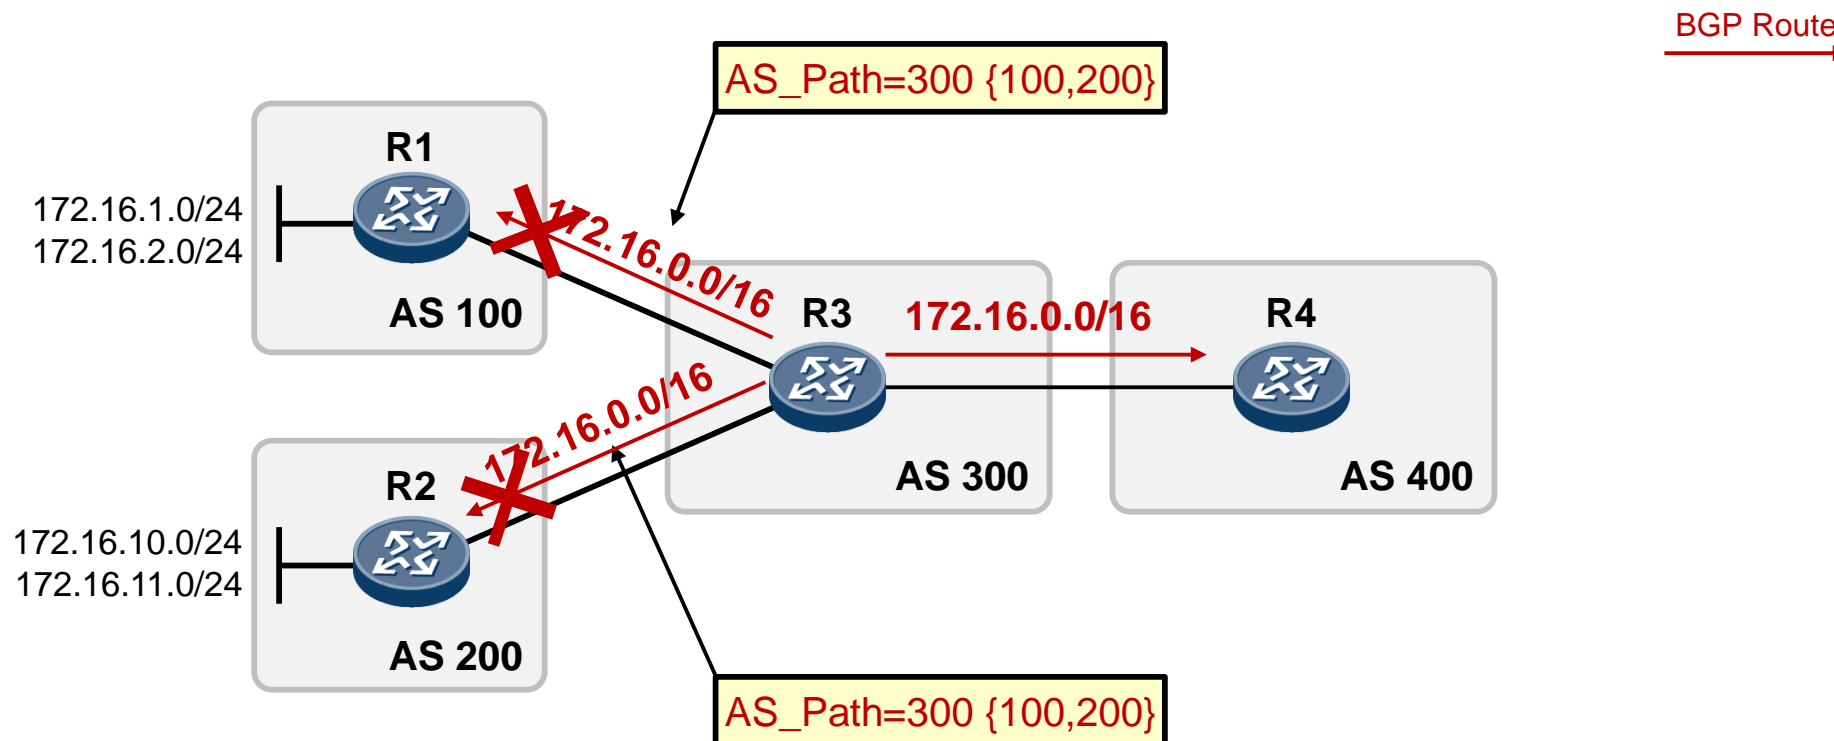 BGP Route
AS_Path=300 {100,200}
R1
172.16.1.0/24
172.16.2.0/24
172.16.0.0/16
AS 100
R3
172.16.0.0/16
R4
172.16.0.0/16
AS 300
AS 400
R2
172.16.10.0/24
172.16.11.0/24
AS 200
AS_Path=300 {100,200}